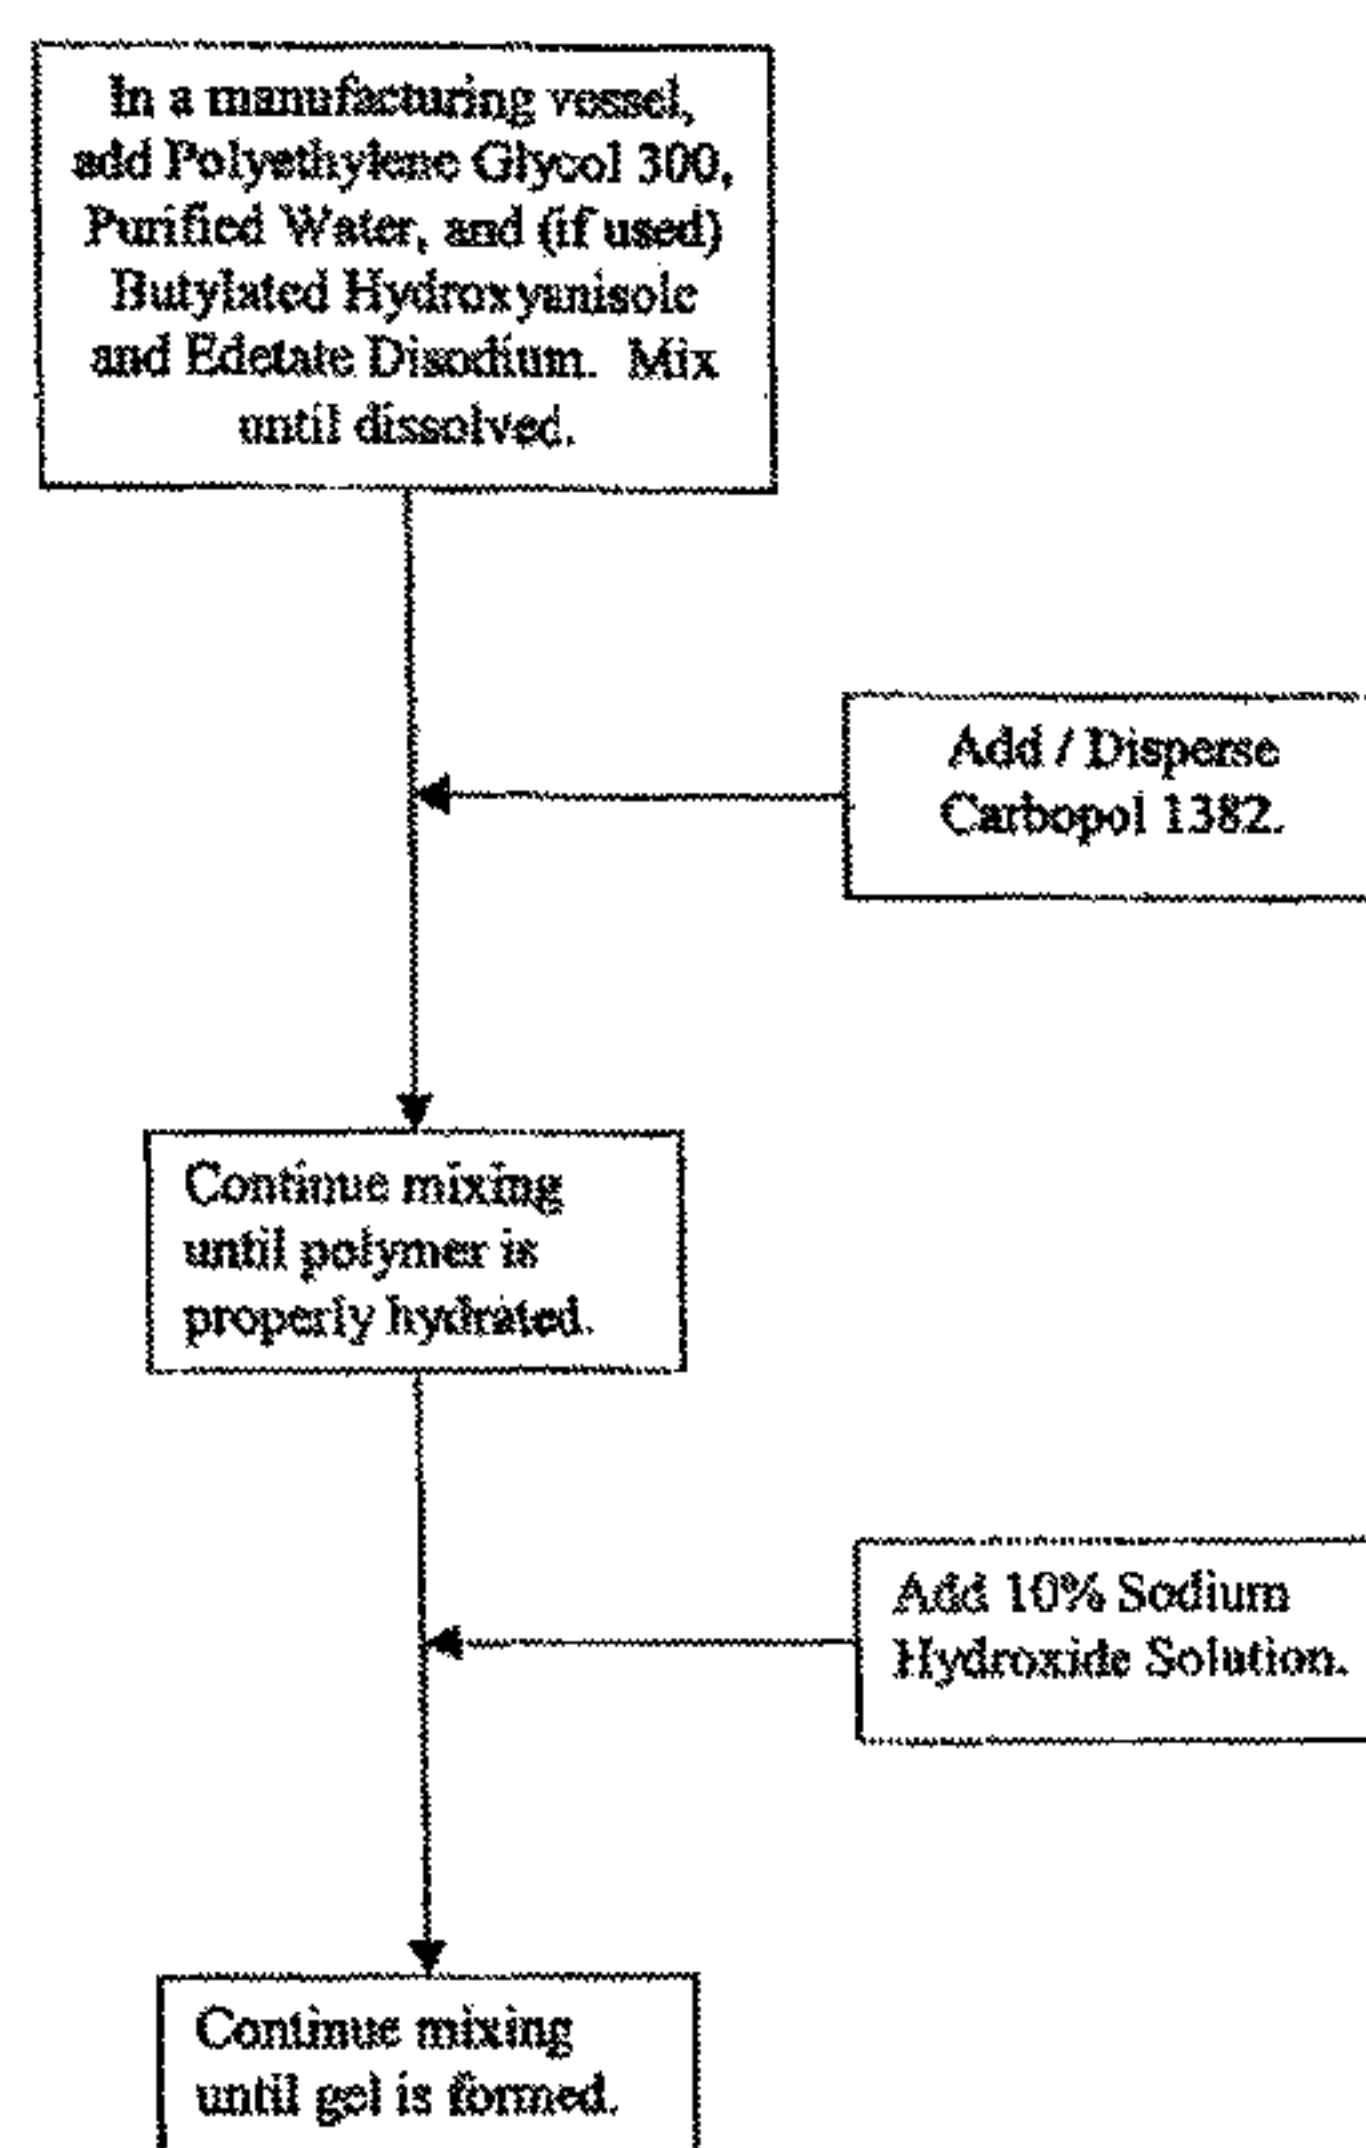 In a manufacturing vessel,
add Polyethylene Glycol 300,
Purified Water, and (if used)
Butylated Hydroxyanisole
and Edetate Disodium. Mix
until dissolved.
Add / Disperse
Carbopol 1382.
Continue mixing
until polymer is
properly hydrated.
Add 10% Sodium
Hydroxide Solution.
Continue mixing
until gel is formed.